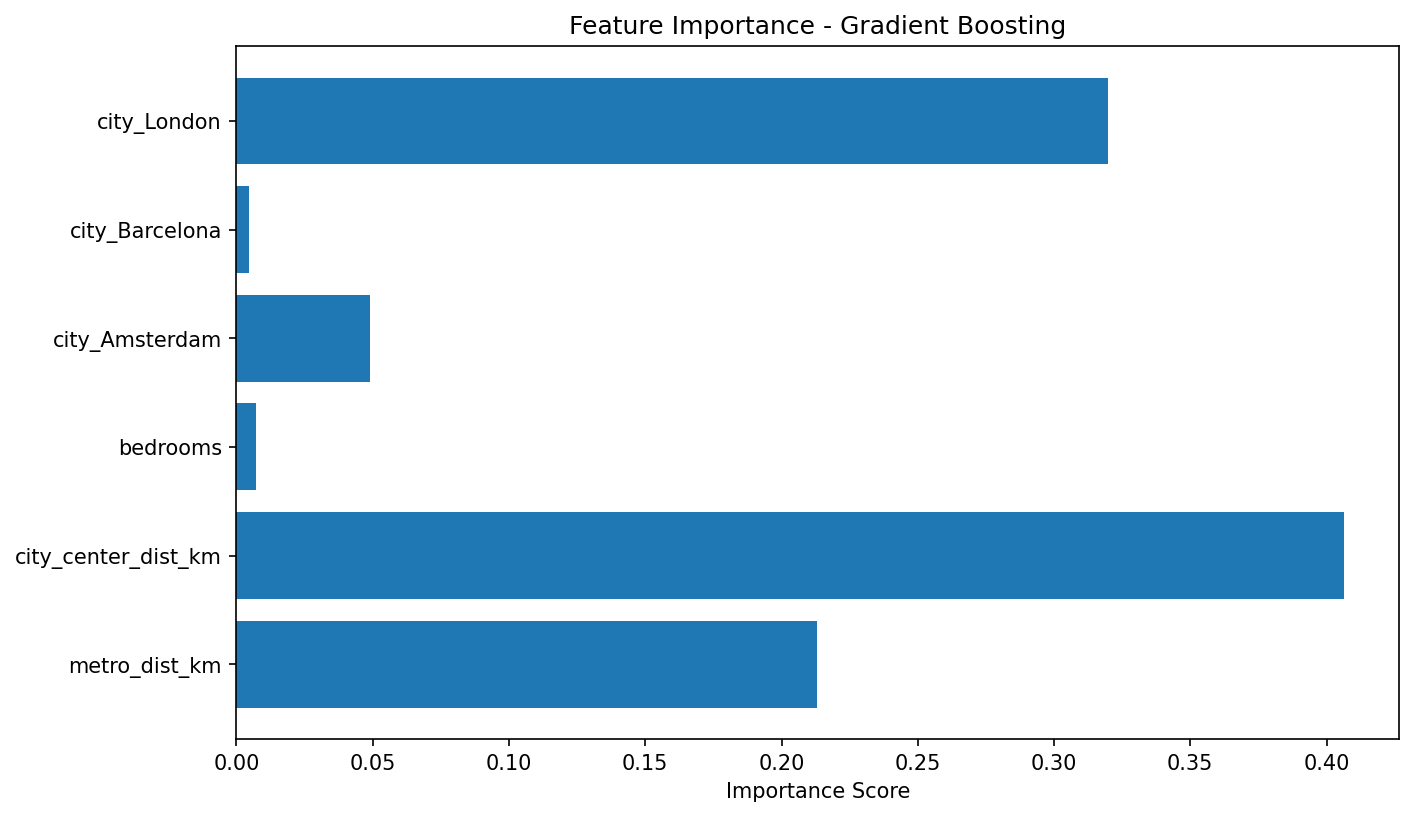 Feature Importance - Gradient Boosting
city_London
city_Barcelona
city_Amsterdam
bedrooms
city_center_dist_km
metro_dist_km
0.00 0.05 0.10 0.15 0.20 0.25 0.30 0.35 0.40
Importance Score